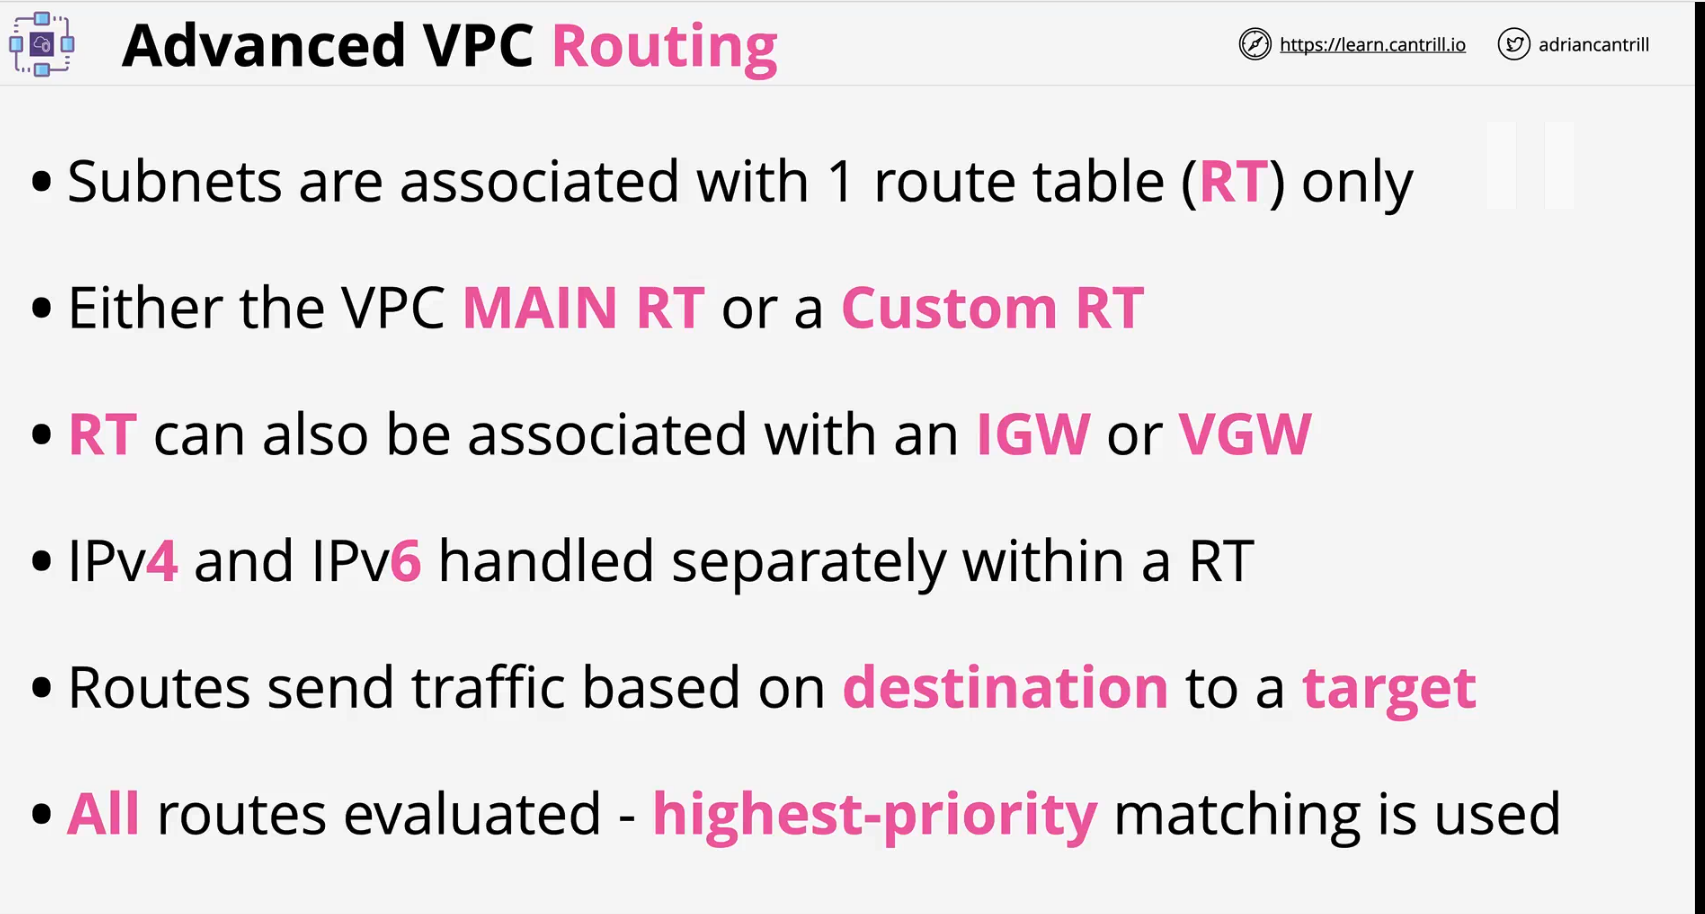 Advanced VPC Routing
https://learn.cantrill.io
adriancantrill
• Subnets are associated with 1 route table (RT) only
• Either the VPC MAIN RT or a Custom RT
• RT can also be associated with an IGW or VGW
• IPv4 and IPv6 handled separately within a RT
• Routes send traffic based on destination to a target
• All routes evaluated - highest-priority matching is used